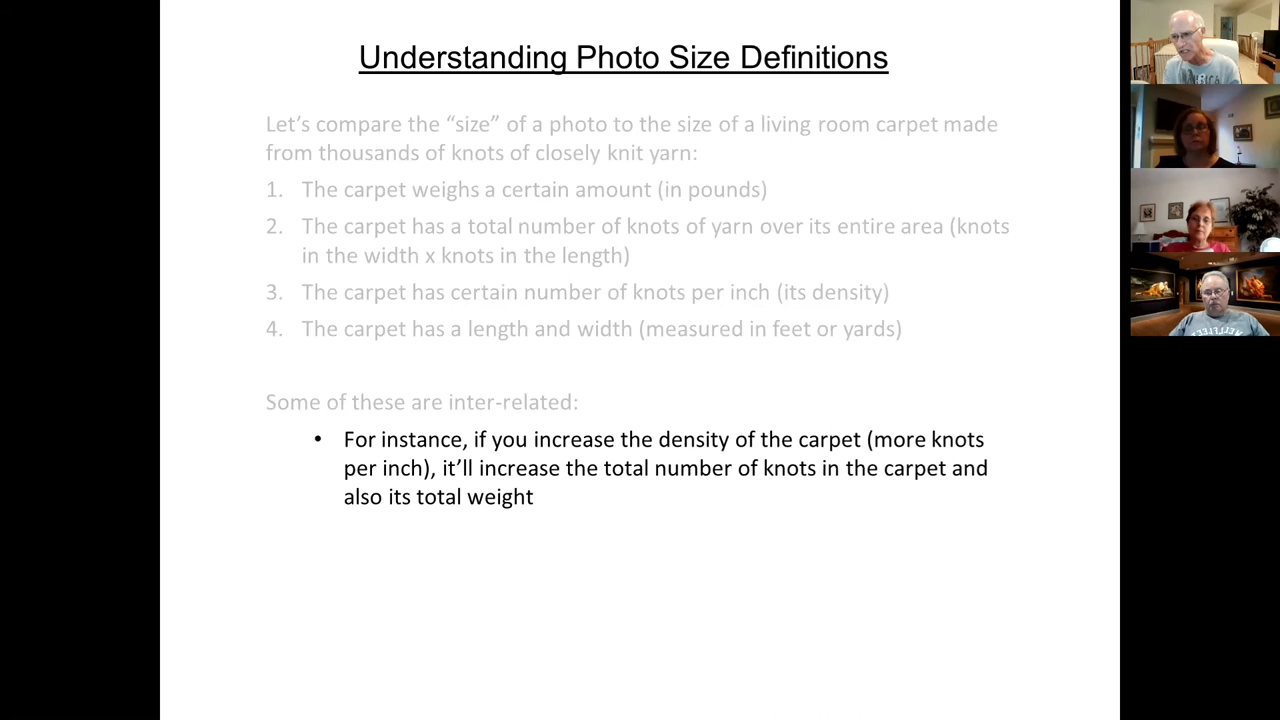 Understanding Photo Size Definitions
Let's compare the “size” of a photo to the size of a living room carpet made
from thousands of knots of closely knit yarn:
1. The carpet weighs a certain amount (in pounds)
2. The carpet has a total number of knots of yarn over its entire area (knots
in the width x knots in the length)
3. The carpet has certain number of knots per inch (its density)
4. The carpet has a length and width (measured in feet or yards)
Some of these are inter-related:
• For instance, if you increase the density of the carpet (more knots
per inch), it'll increase the total number of knots in the carpet and
also its total weight